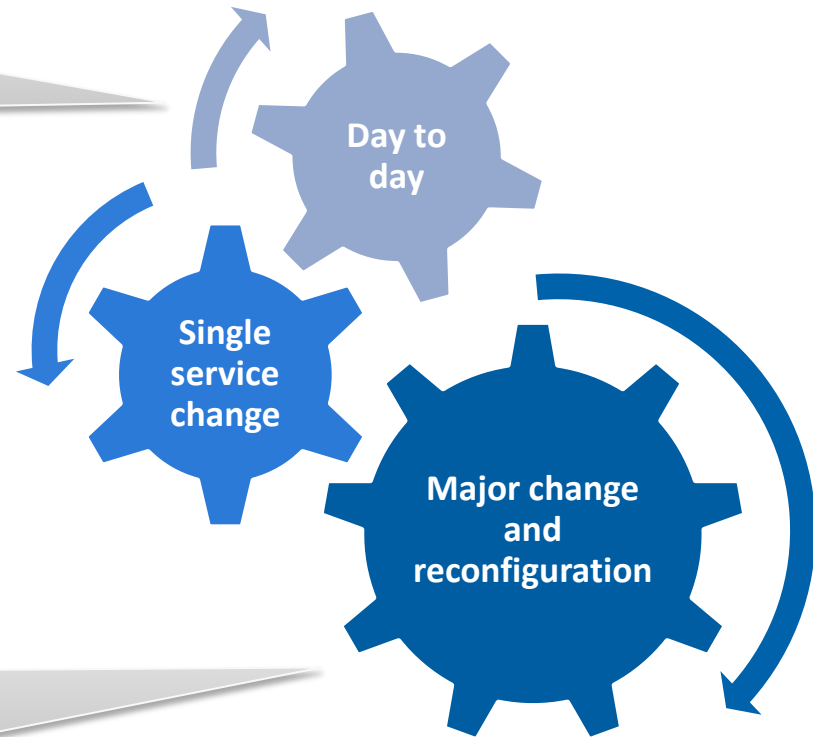 Day to
day
Single
service
change
Major change
and
reconfiguration